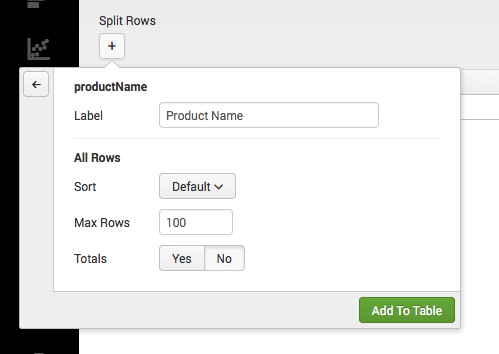 Split Rows
+
productName
Label Product Name
All Rows
Sort Default
Max Rows 100
Totals Yes No
Add To Table